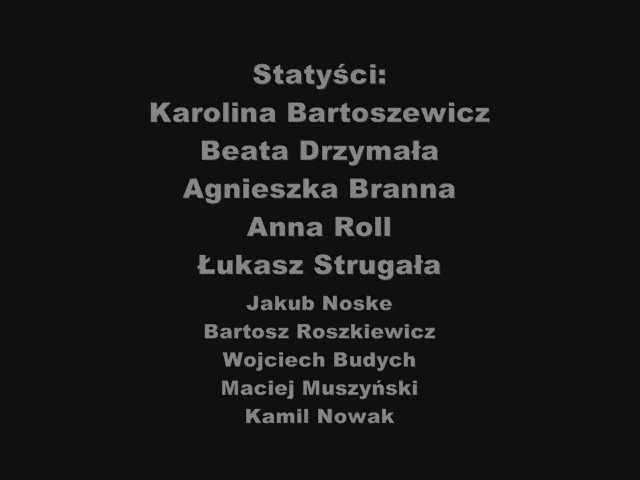 Statyści:
Karolina Bartoszewicz
Beata Drzymała
Agnieszka Branna
Anna Roll
Łukasz Strugała
Jakub Noske
Bartosz Roszkiewicz
Wojciech Budych
Maciej Muszyński
Kamil Nowak